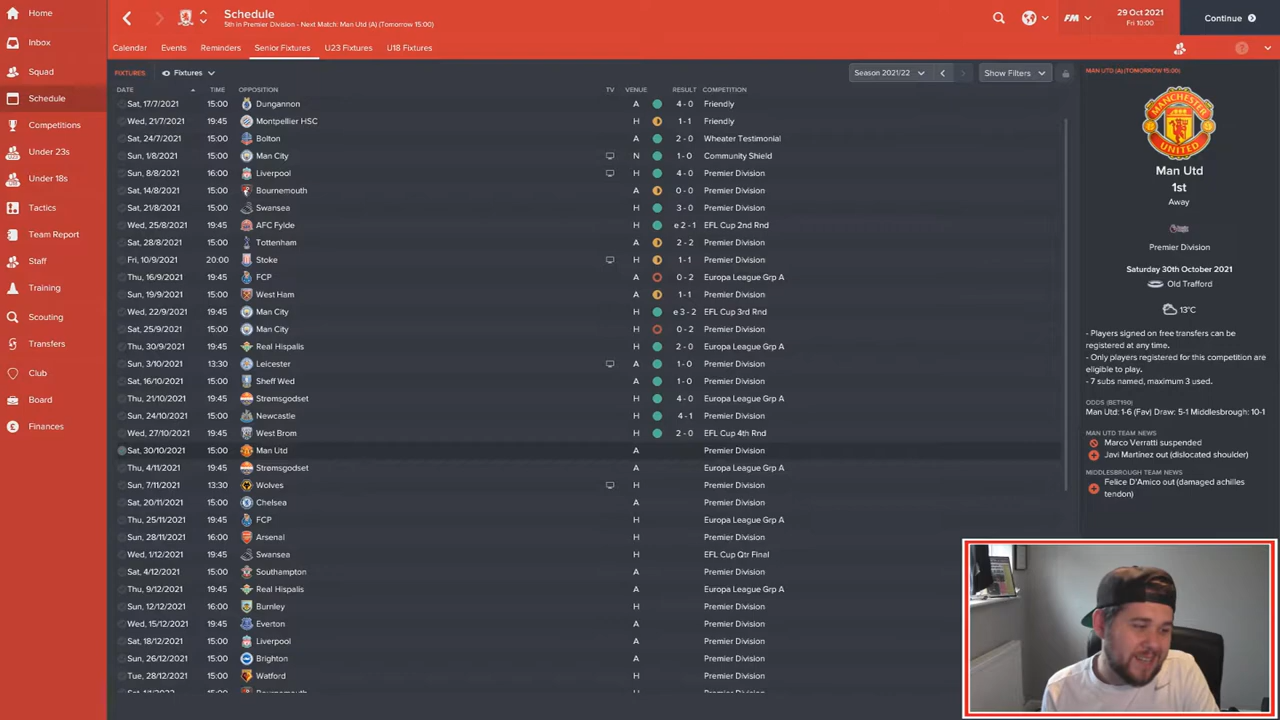 Home
Inbox
Squad
Schedule
Competitions
Under 23s
Under 18s
Tactics
Team Report
Staff
Training
Scouting
Transfers
Club
Board
Finances
Schedule
5th in Premier Division - Next Match: Man Utd (A) (Tomorrow 15:00)
FM
29 Oct 2021
Fri 10:00
Continue
Calendar Events Reminders Senior Fixtures U23 Fixtures U18 Fixtures
FIXTURES Fixtures Season 2021/22 Show Filters
DATE TIME OPPOSITION TV VENUE RESULT COMPETITION
Sat, 17/7/2021 15:00 Dungannon A 4 - 0 Friendly
Wed, 21/7/2021 19:45 Montpellier HSC H 1 - 1 Friendly
Sat, 24/7/2021 15:00 Bolton A 2 - 0 Wheater Testimonial
Sun, 1/8/2021 15:00 Man City N 1 - 0 Community Shield
Sun, 8/8/2021 16:00 Liverpool H 4 - 0 Premier Division
Sat, 14/8/2021 15:00 Bournemouth A 0 - 0 Premier Division
Sat, 21/8/2021 15:00 Swansea H 3 - 0 Premier Division
Wed, 25/8/2021 19:45 AFC Fylde H e 2 - 1 EFL Cup 2nd Rnd
Sat, 28/8/2021 15:00 Tottenham A 2 - 2 Premier Division
Fri, 10/9/2021 20:00 Stoke H 1 - 1 Premier Division
Thu, 16/9/2021 19:45 FCP A 0 - 2 Europa League Grp A
Sun, 19/9/2021 15:00 West Ham A 1 - 1 Premier Division
Wed, 22/9/2021 19:45 Man City H e 3 - 2 EFL Cup 3rd Rnd
Sat, 25/9/2021 15:00 Man City H 0 - 2 Premier Division
Thu, 30/9/2021 19:45 Real Hispalis H 2 - 0 Europa League Grp A
Sun, 3/10/2021 13:30 Leicester A 1 - 0 Premier Division
Sat, 16/10/2021 15:00 Sheff Wed A 1 - 0 Premier Division
Thu, 21/10/2021 19:45 Strømsgodset H 4 - 0 Europa League Grp A
Sun, 24/10/2021 15:00 Newcastle H 4 - 1 Premier Division
Wed, 27/10/2021 19:45 West Brom H 2 - 0 EFL Cup 4th Rnd
Sat, 30/10/2021 15:00 Man Utd A Premier Division
Thu, 4/11/2021 19:45 Strømsgodset A Europa League Grp A
Sun, 7/11/2021 13:30 Wolves H Premier Division
Sat, 20/11/2021 15:00 Chelsea A Premier Division
Thu, 25/11/2021 19:45 FCP H Europa League Grp A
Sun, 28/11/2021 16:00 Arsenal H Premier Division
Wed, 1/12/2021 19:45 Swansea H EFL Cup Qtr Final
Sat, 4/12/2021 15:00 Southampton A Premier Division
Thu, 9/12/2021 19:45 Real Hispalis A Europa League Grp A
Sun, 12/12/2021 16:00 Burnley H Premier Division
Wed, 15/12/2021 19:45 Everton A Premier Division
Sat, 18/12/2021 15:00 Liverpool A Premier Division
Sun, 26/12/2021 15:00 Brighton A Premier Division
Tue, 28/12/2021 15:00 Watford H Premier Division
Sat, 1/1/2022 15:00 Bournemouth H Premier Division
MAN UTD (A) (TOMORROW 15:00)
MANCHESTER
UNITED
Man Utd
1st
Away
Premier Division
Saturday 30th October 2021
Old Trafford
13°C
- Players signed on free transfers can be
registered at any time.
- Only players registered for this competition are
eligible to play.
- 7 subs named, maximum 3 used.
ODDS (BET190)
Man Utd: 1-6 (Fav) Draw: 5-1 Middlesbrough: 10-1
MAN UTD TEAM NEWS
Marco Verratti suspended
Javi Martínez out (dislocated shoulder)
MIDDLESBROUGH TEAM NEWS
Felice D'Amico out (damaged achilles
tendon)